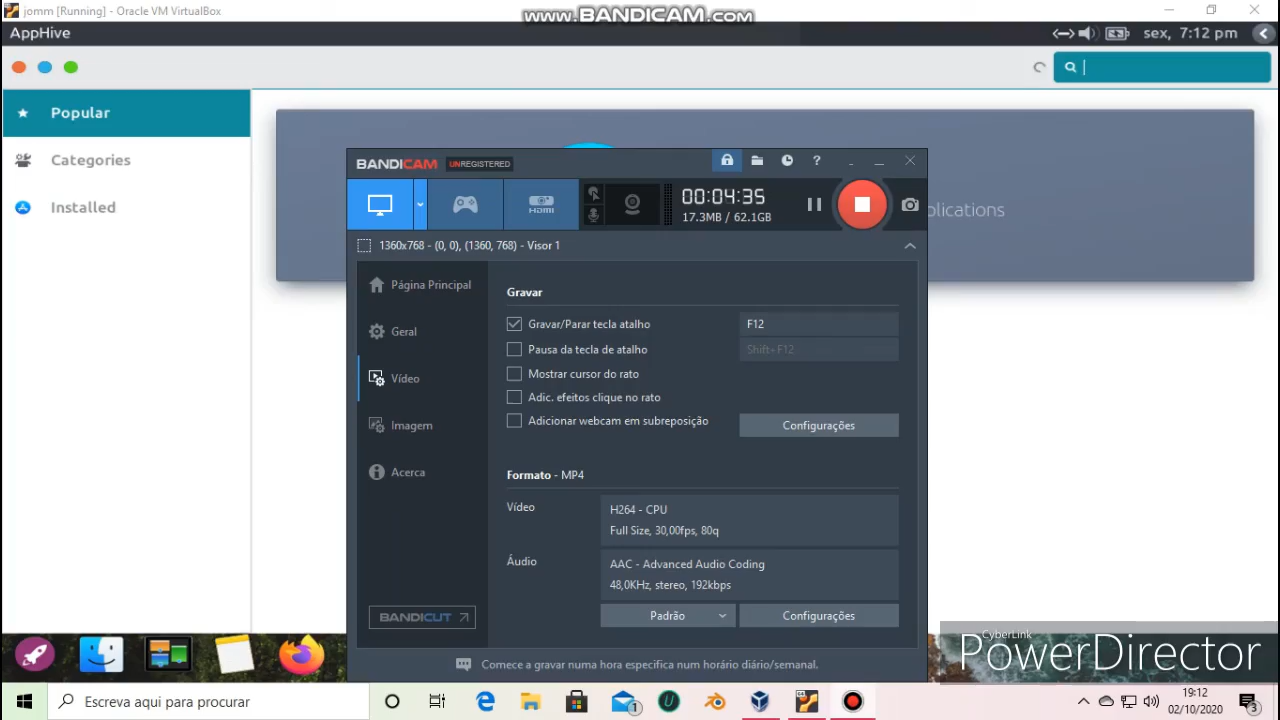 jomm [Running] - Oracle VM VirtualBox
www.BANDICAM.com
AppHive
sex, 7:12 pm
Popular
Categories
Installed
plications
BANDICAM UNREGISTERED
HDMI
00:04:35
17.3MB / 62.1GB
1360x768 - (0, 0), (1360, 768) - Visor 1
Página Principal
Geral
Vídeo
Imagem
Acerca
BANDICUT
Gravar
Gravar/Parar tecla atalho
F12
Pausa da tecla de atalho
Shift+F12
Mostrar cursor do rato
Adic. efeitos clique no rato
Adicionar webcam em subreposição
Configurações
Formato - MP4
Vídeo
H264 - CPU
Full Size, 30,00fps, 80q
Áudio
AAC - Advanced Audio Coding
48,0KHz, stereo, 192kbps
Padrão
Configurações
Comece a gravar numa hora especifica num horário diário/semanal.
CyberLink
PowerDirector
Escreva aqui para procurar
1
19:12
02/10/2020
3